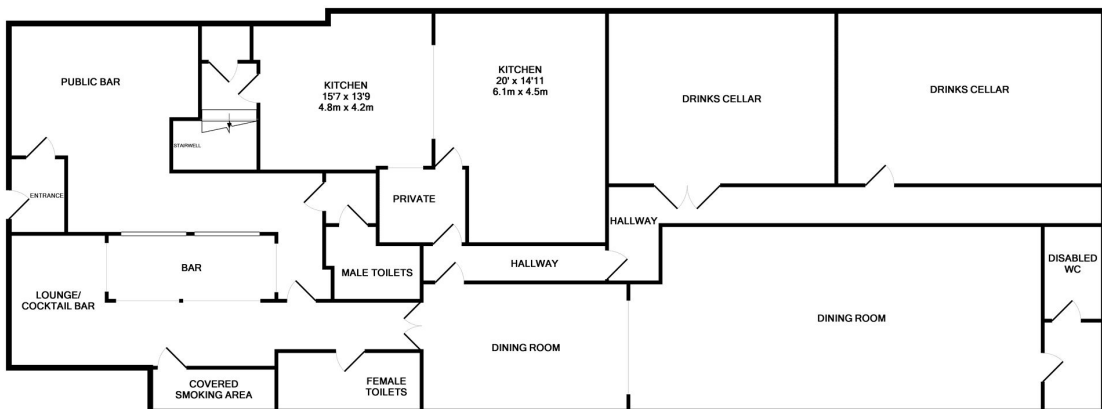 PUBLIC BAR
KITCHEN
15'7 x 13'9
4.8m x 4.2m
KITCHEN
20' x 14'11
6.1m x 4.5m
DRINKS CELLAR
DRINKS CELLAR
STAIRWELL
ENTRANCE
PRIVATE
HALLWAY
BAR
MALE TOILETS
HALLWAY
DISABLED
WC
LOUNGE/
COCKTAIL BAR
DINING ROOM
DINING ROOM
COVERED
SMOKING AREA
FEMALE
TOILETS